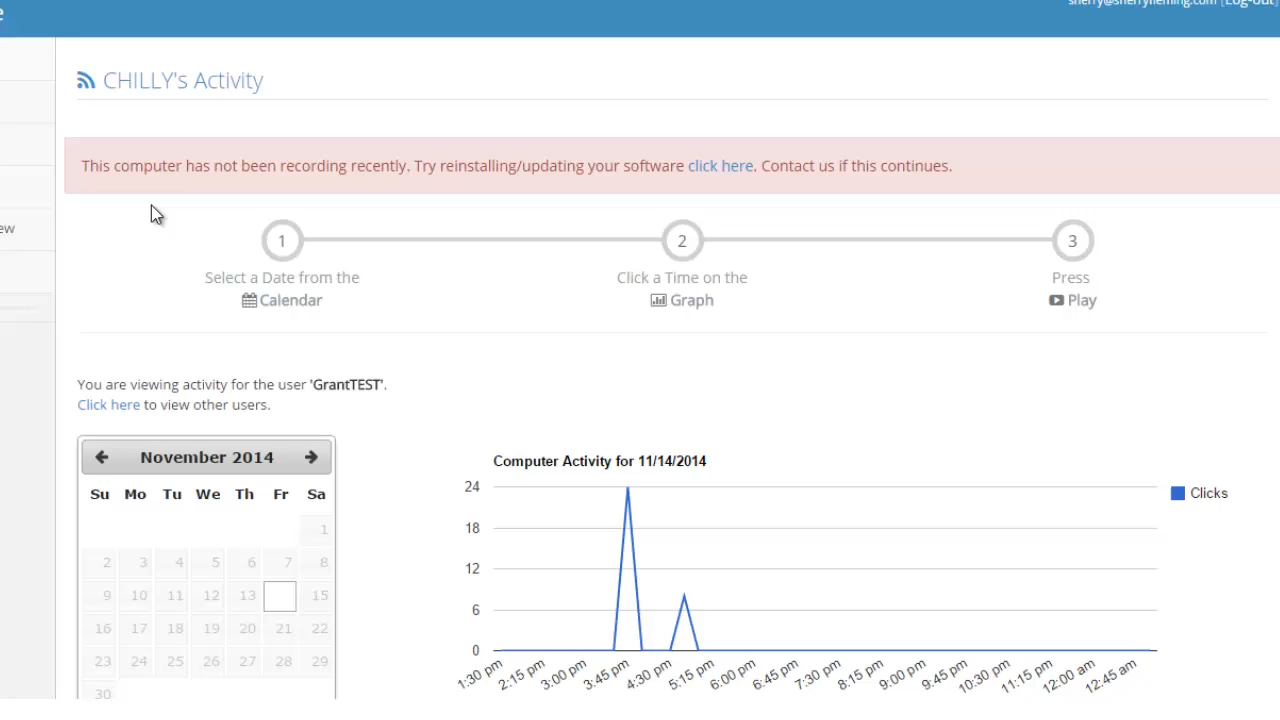 e
sherry@sherryfleming.com [Log-out]
CHILLY's Activity
This computer has not been recording recently. Try reinstalling/updating your software click here. Contact us if this continues.
ew
1
2
3
Select a Date from the
Click a Time on the
Press
Calendar
Graph
Play
You are viewing activity for the user 'GrantTEST'.
Click here to view other users.
November 2014
Su Mo Tu We Th Fr Sa
1
2 3 4 5 6 7 8
9 10 11 12 13 15
16 17 18 19 20 21 22
23 24 25 26 27 28 29
30
Computer Activity for 11/14/2014
24
18
12
6
0
Clicks
1:30 pm 2:15 pm 3:00 pm 3:45 pm 4:30 pm 5:15 pm 6:00 pm 6:45 pm 7:30 pm 8:15 pm 9:00 pm 9:45 pm 10:30 pm 11:15 pm 12:00 am 12:45 am